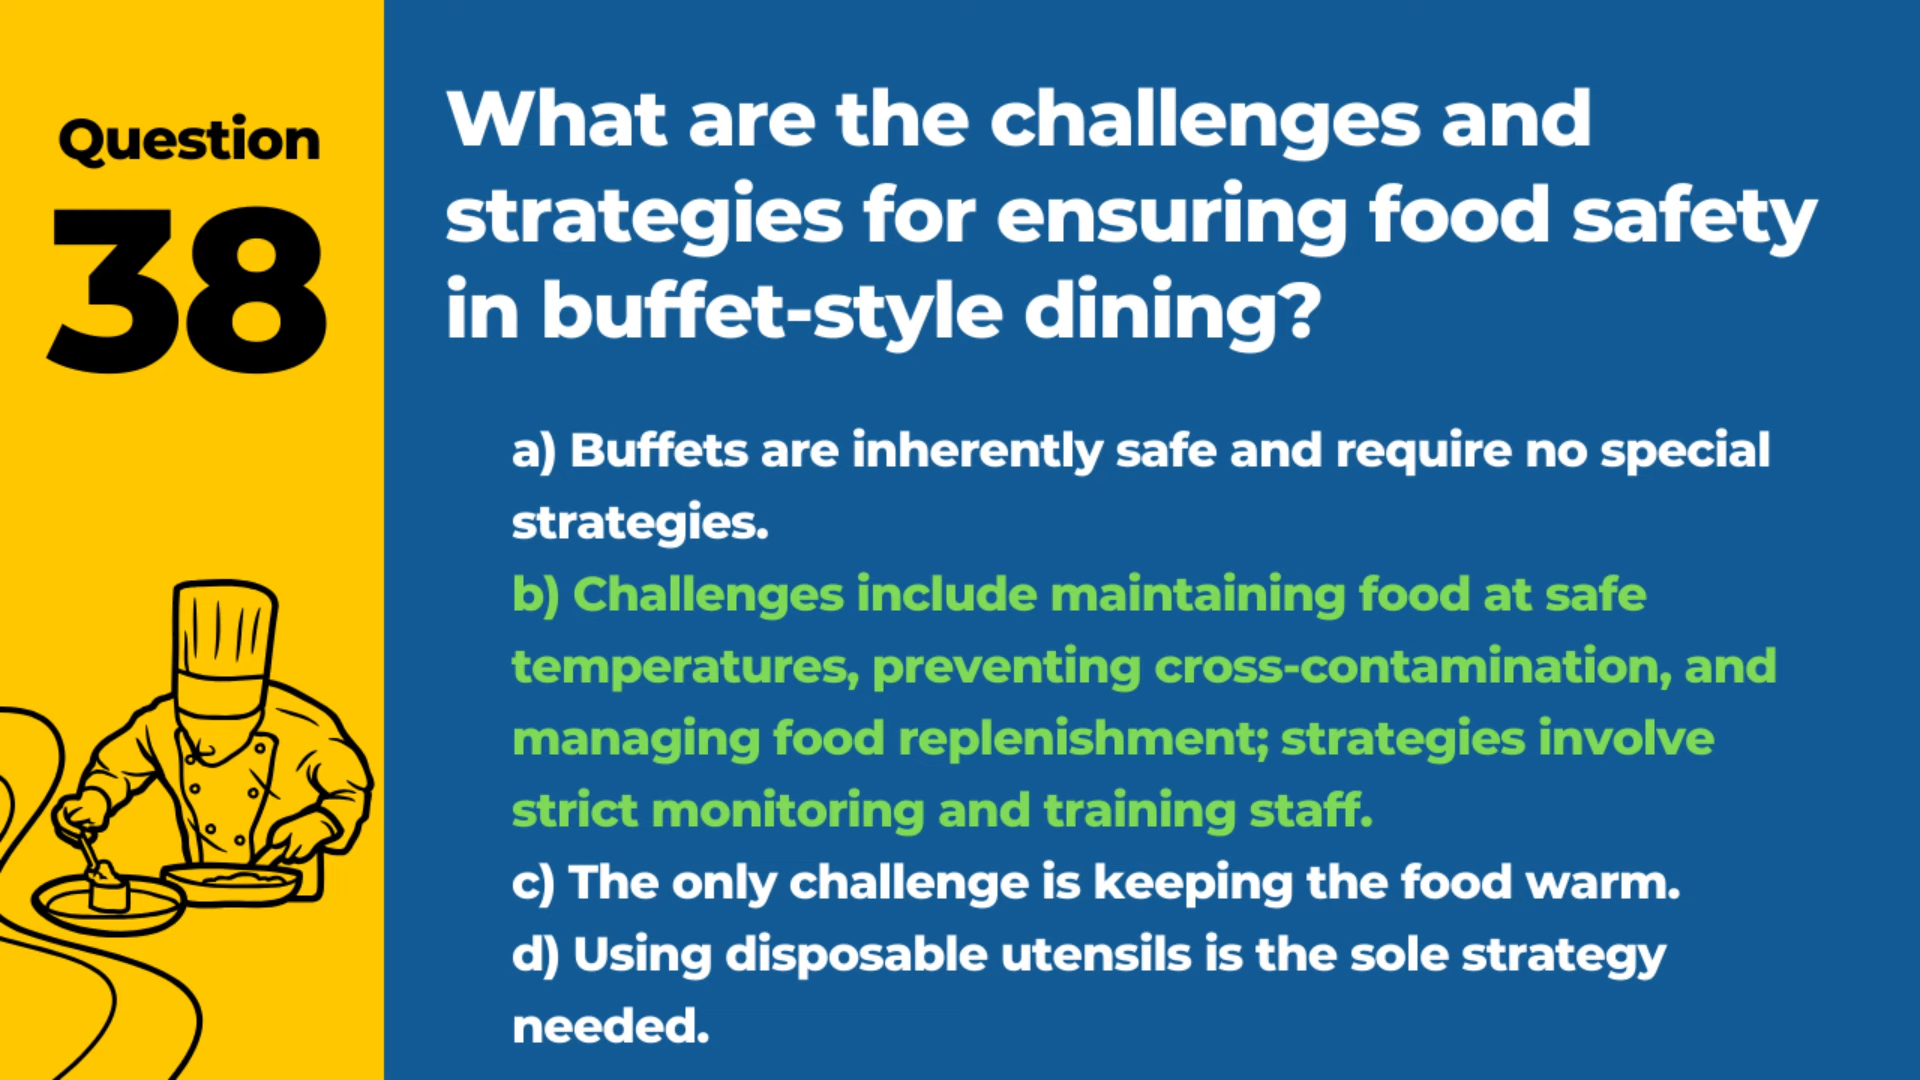 Question
38
What are the challenges and
strategies for ensuring food safety
in buffet-style dining?
a) Buffets are inherently safe and require no special
strategies.
b) Challenges include maintaining food at safe
temperatures, preventing cross-contamination, and
managing food replenishment; strategies involve
strict monitoring and training staff.
c) The only challenge is keeping the food warm.
d) Using disposable utensils is the sole strategy
needed.